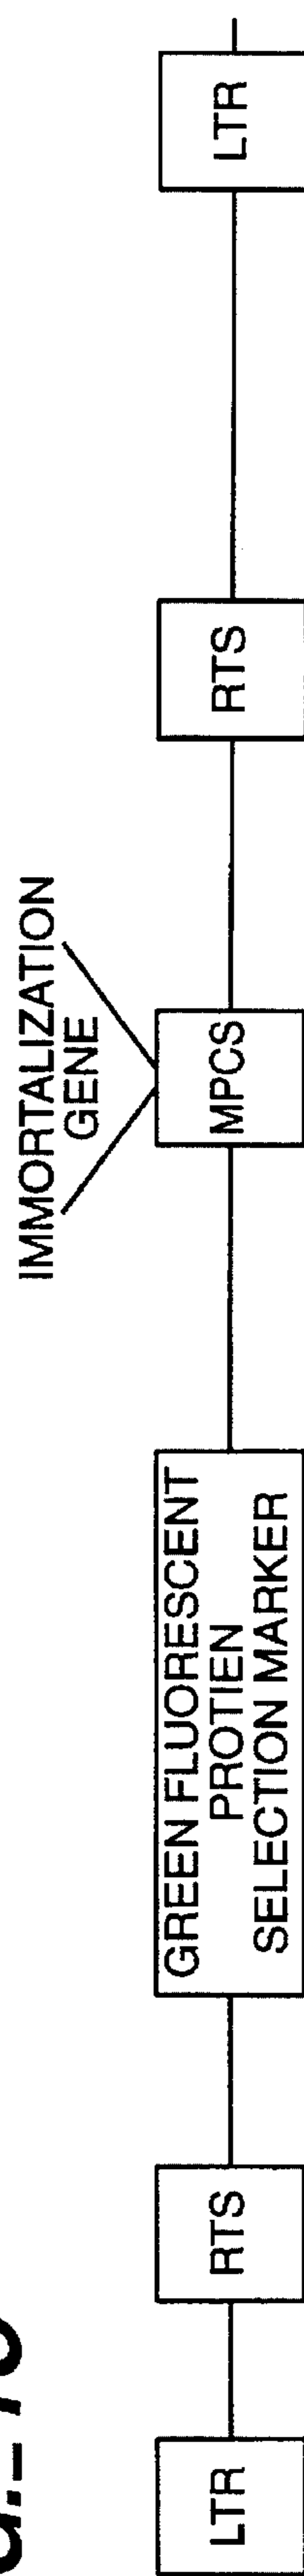 IMMORTALIZATION
GENE
LTR
RTS
GREEN FLUORESCENT
PROTIEN
SELECTION MARKER
MPCS
RTS
LTR